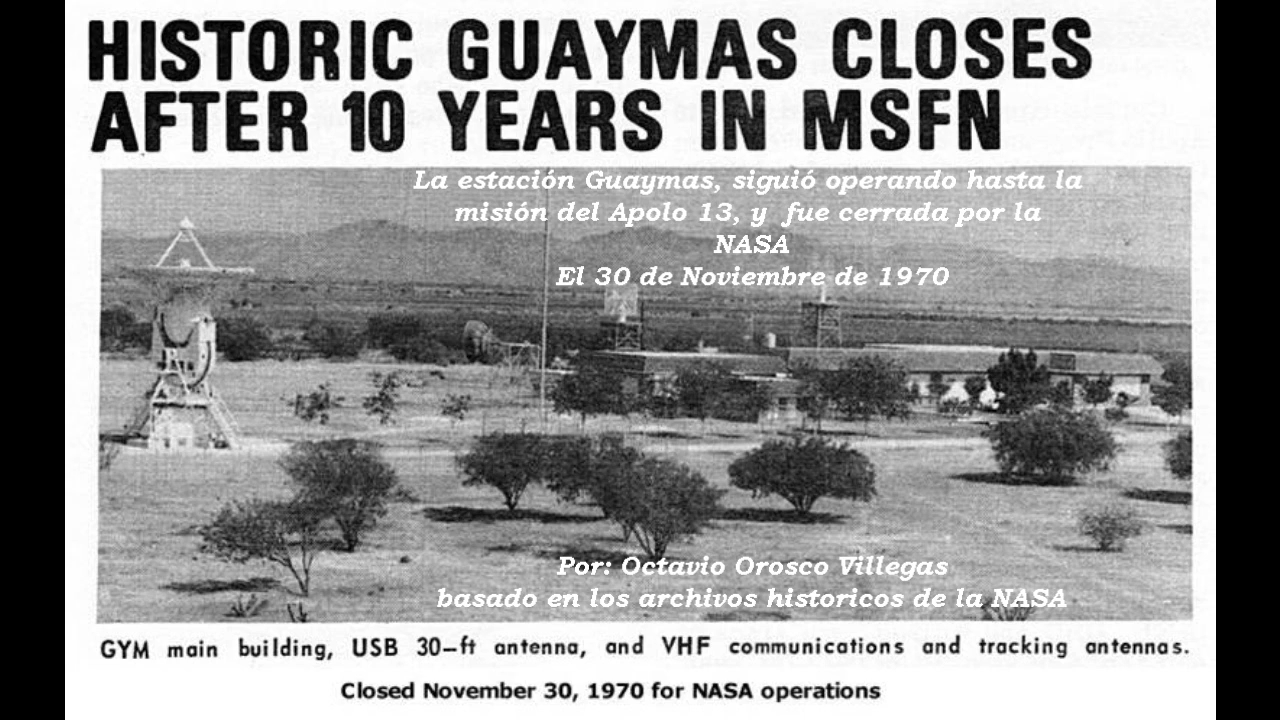 HISTORIC GUAYMAS CLOSES
AFTER 10 YEARS IN MSFN
La estación Guaymas, siguió operando hasta la
misión del Apolo 13, y fue cerrada por la
NASA
El 30 de Noviembre de 1970
Por: Octavio Orosco Villegas
basado en los archivos historicos de la NASA
GYM main building, USB 30-ft antenna, and VHF communications and tracking antennas.
Closed November 30, 1970 for NASA operations